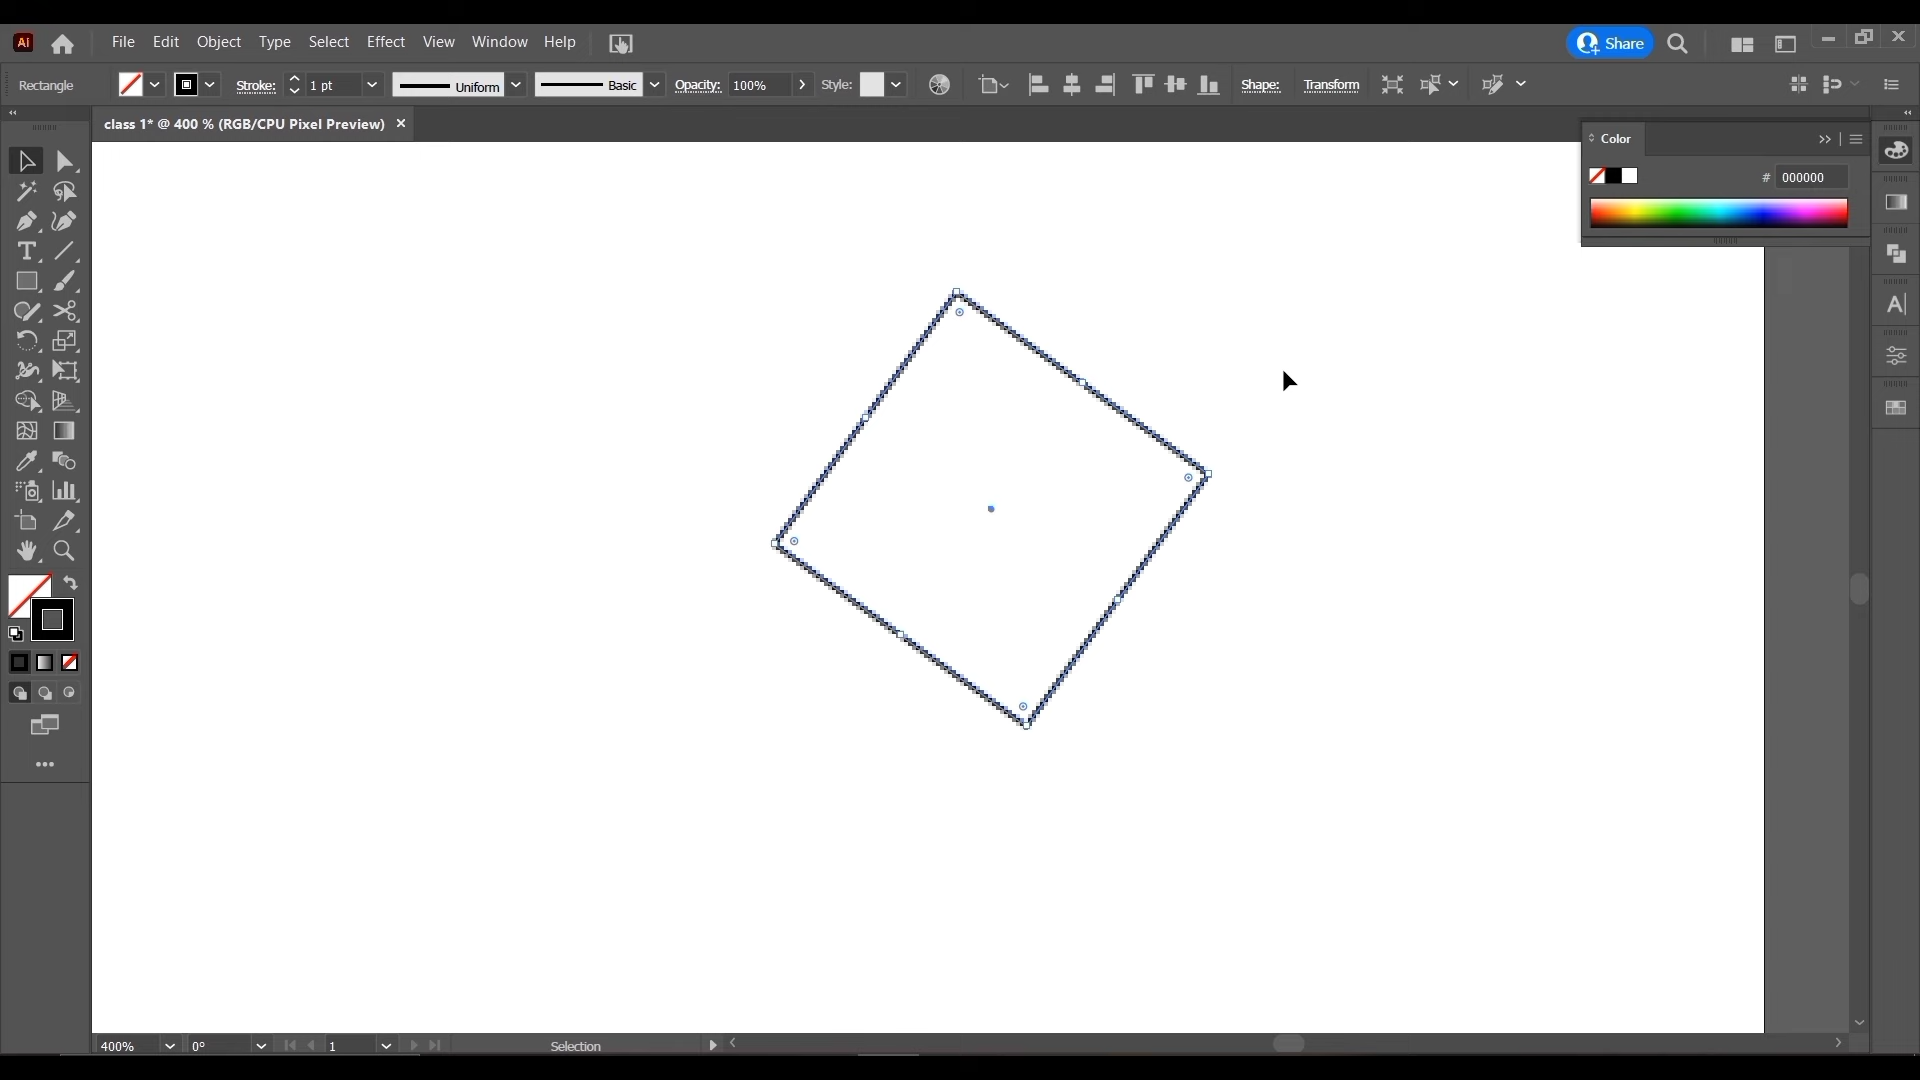 Ai File Edit Object Type Select Effect View Window Help Share
Rectangle Stroke: 1 pt Uniform Basic Opacity: 100% Style: Shape: Transform
class 1* @ 400 % (RGB/CPU Pixel Preview) ×
Color
# 000000
400% 0° 1 Selection